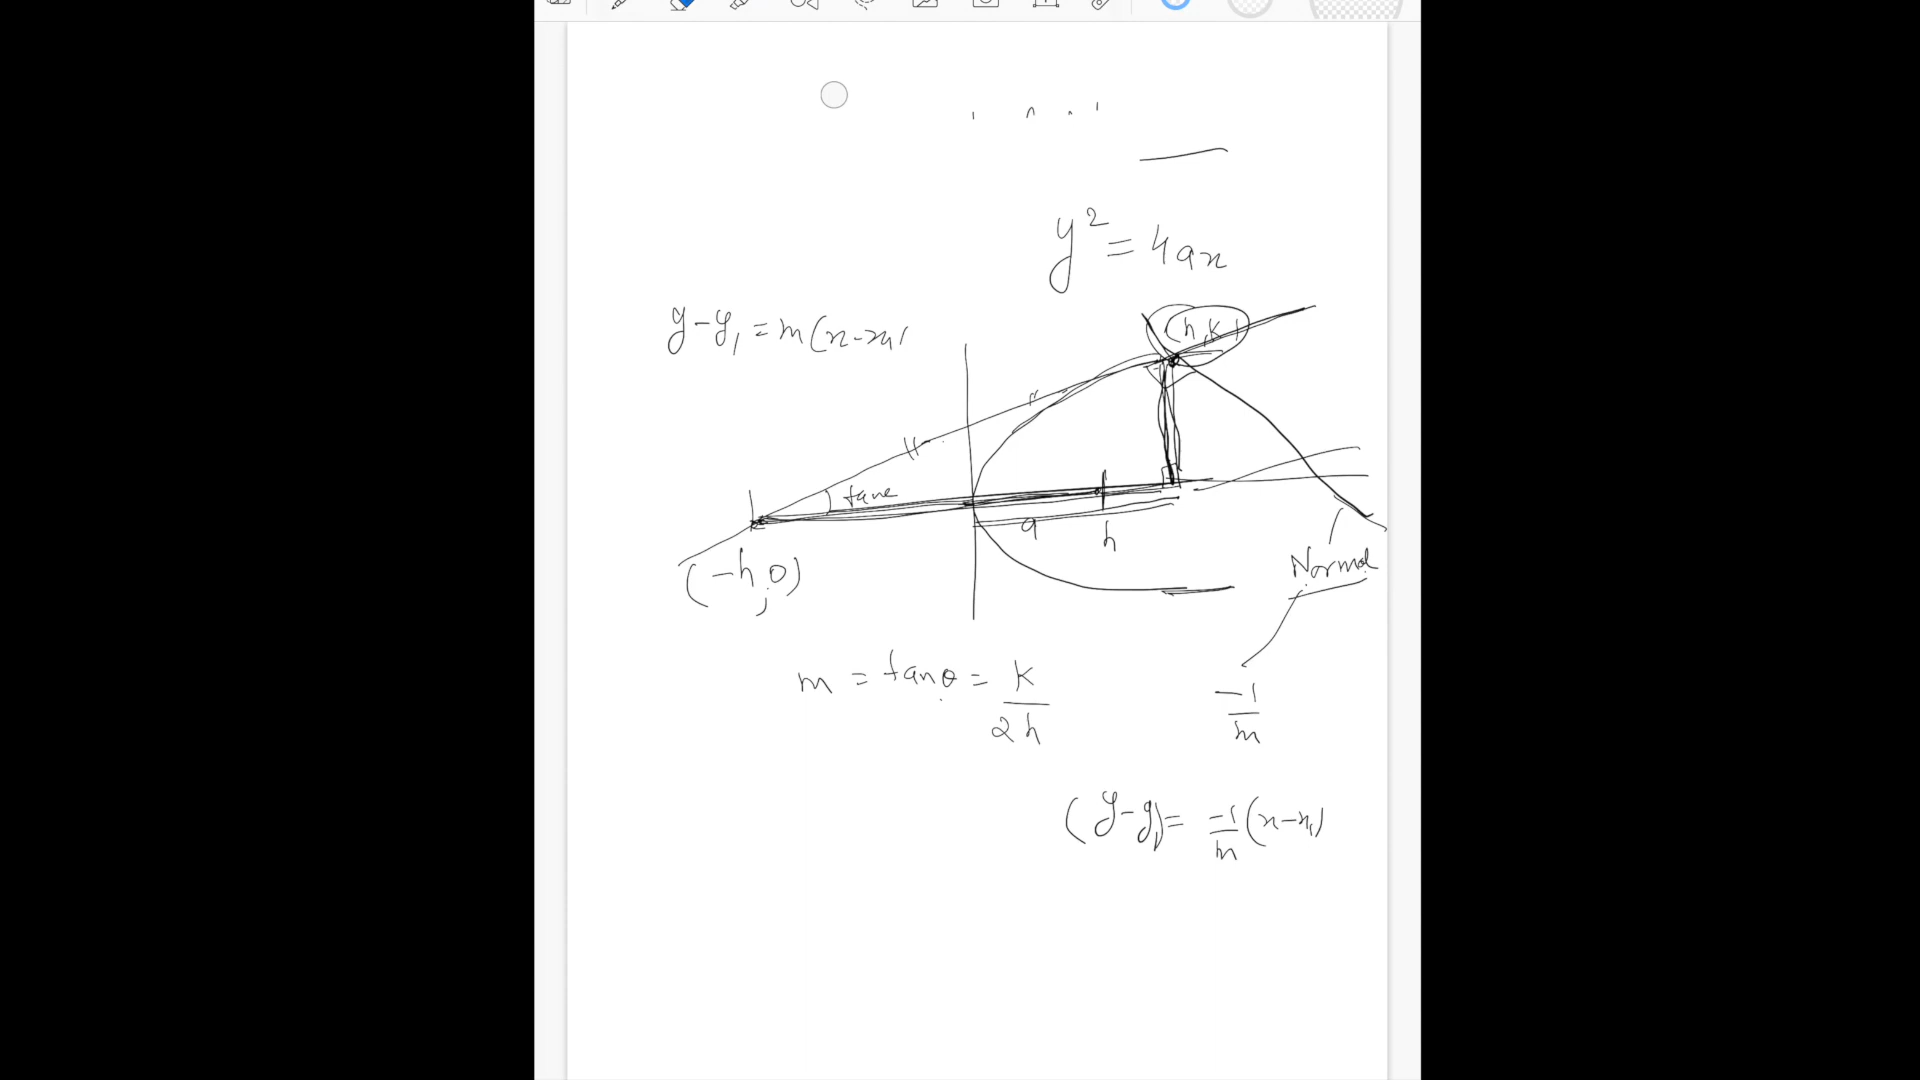 y² = 4ax
y - y₁ = m(x - x₁)
(h, k)
tanθ
a
h
(-h, 0)
Normal
m = tanθ = k/2h
-1/m
(y - y₁) = -1/m (x - x₁)